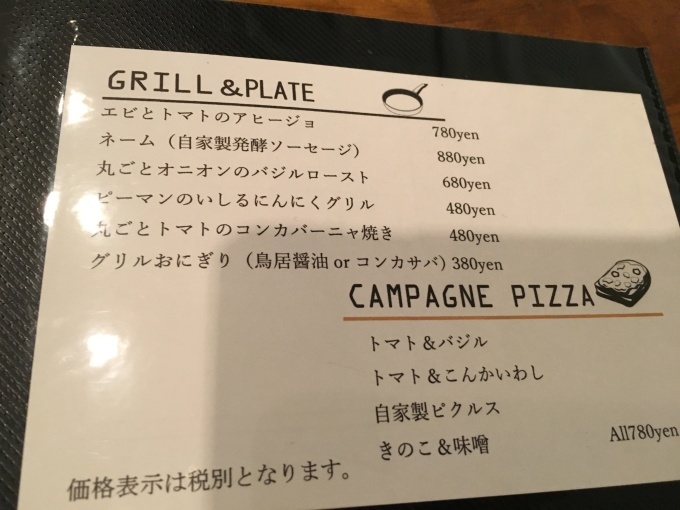 GRILL &PLATE
エビとトマトのアヒージョ 780yen
ネーム（自家製発酵ソーセージ） 880yen
丸ごとオニオンのバジルロースト 680yen
ピーマンのいしるにんにくグリル 480yen
丸ごとトマトのコンカバーニャ焼き 480yen
グリルおにぎり（鳥居醤油 or コンカサバ) 380yen
CAMPAGNE PIZZA
トマト＆バジル
トマト＆こんかいわし
自家製ピクルス
きのこ＆味噌 All780yen
価格表示は税別となります。